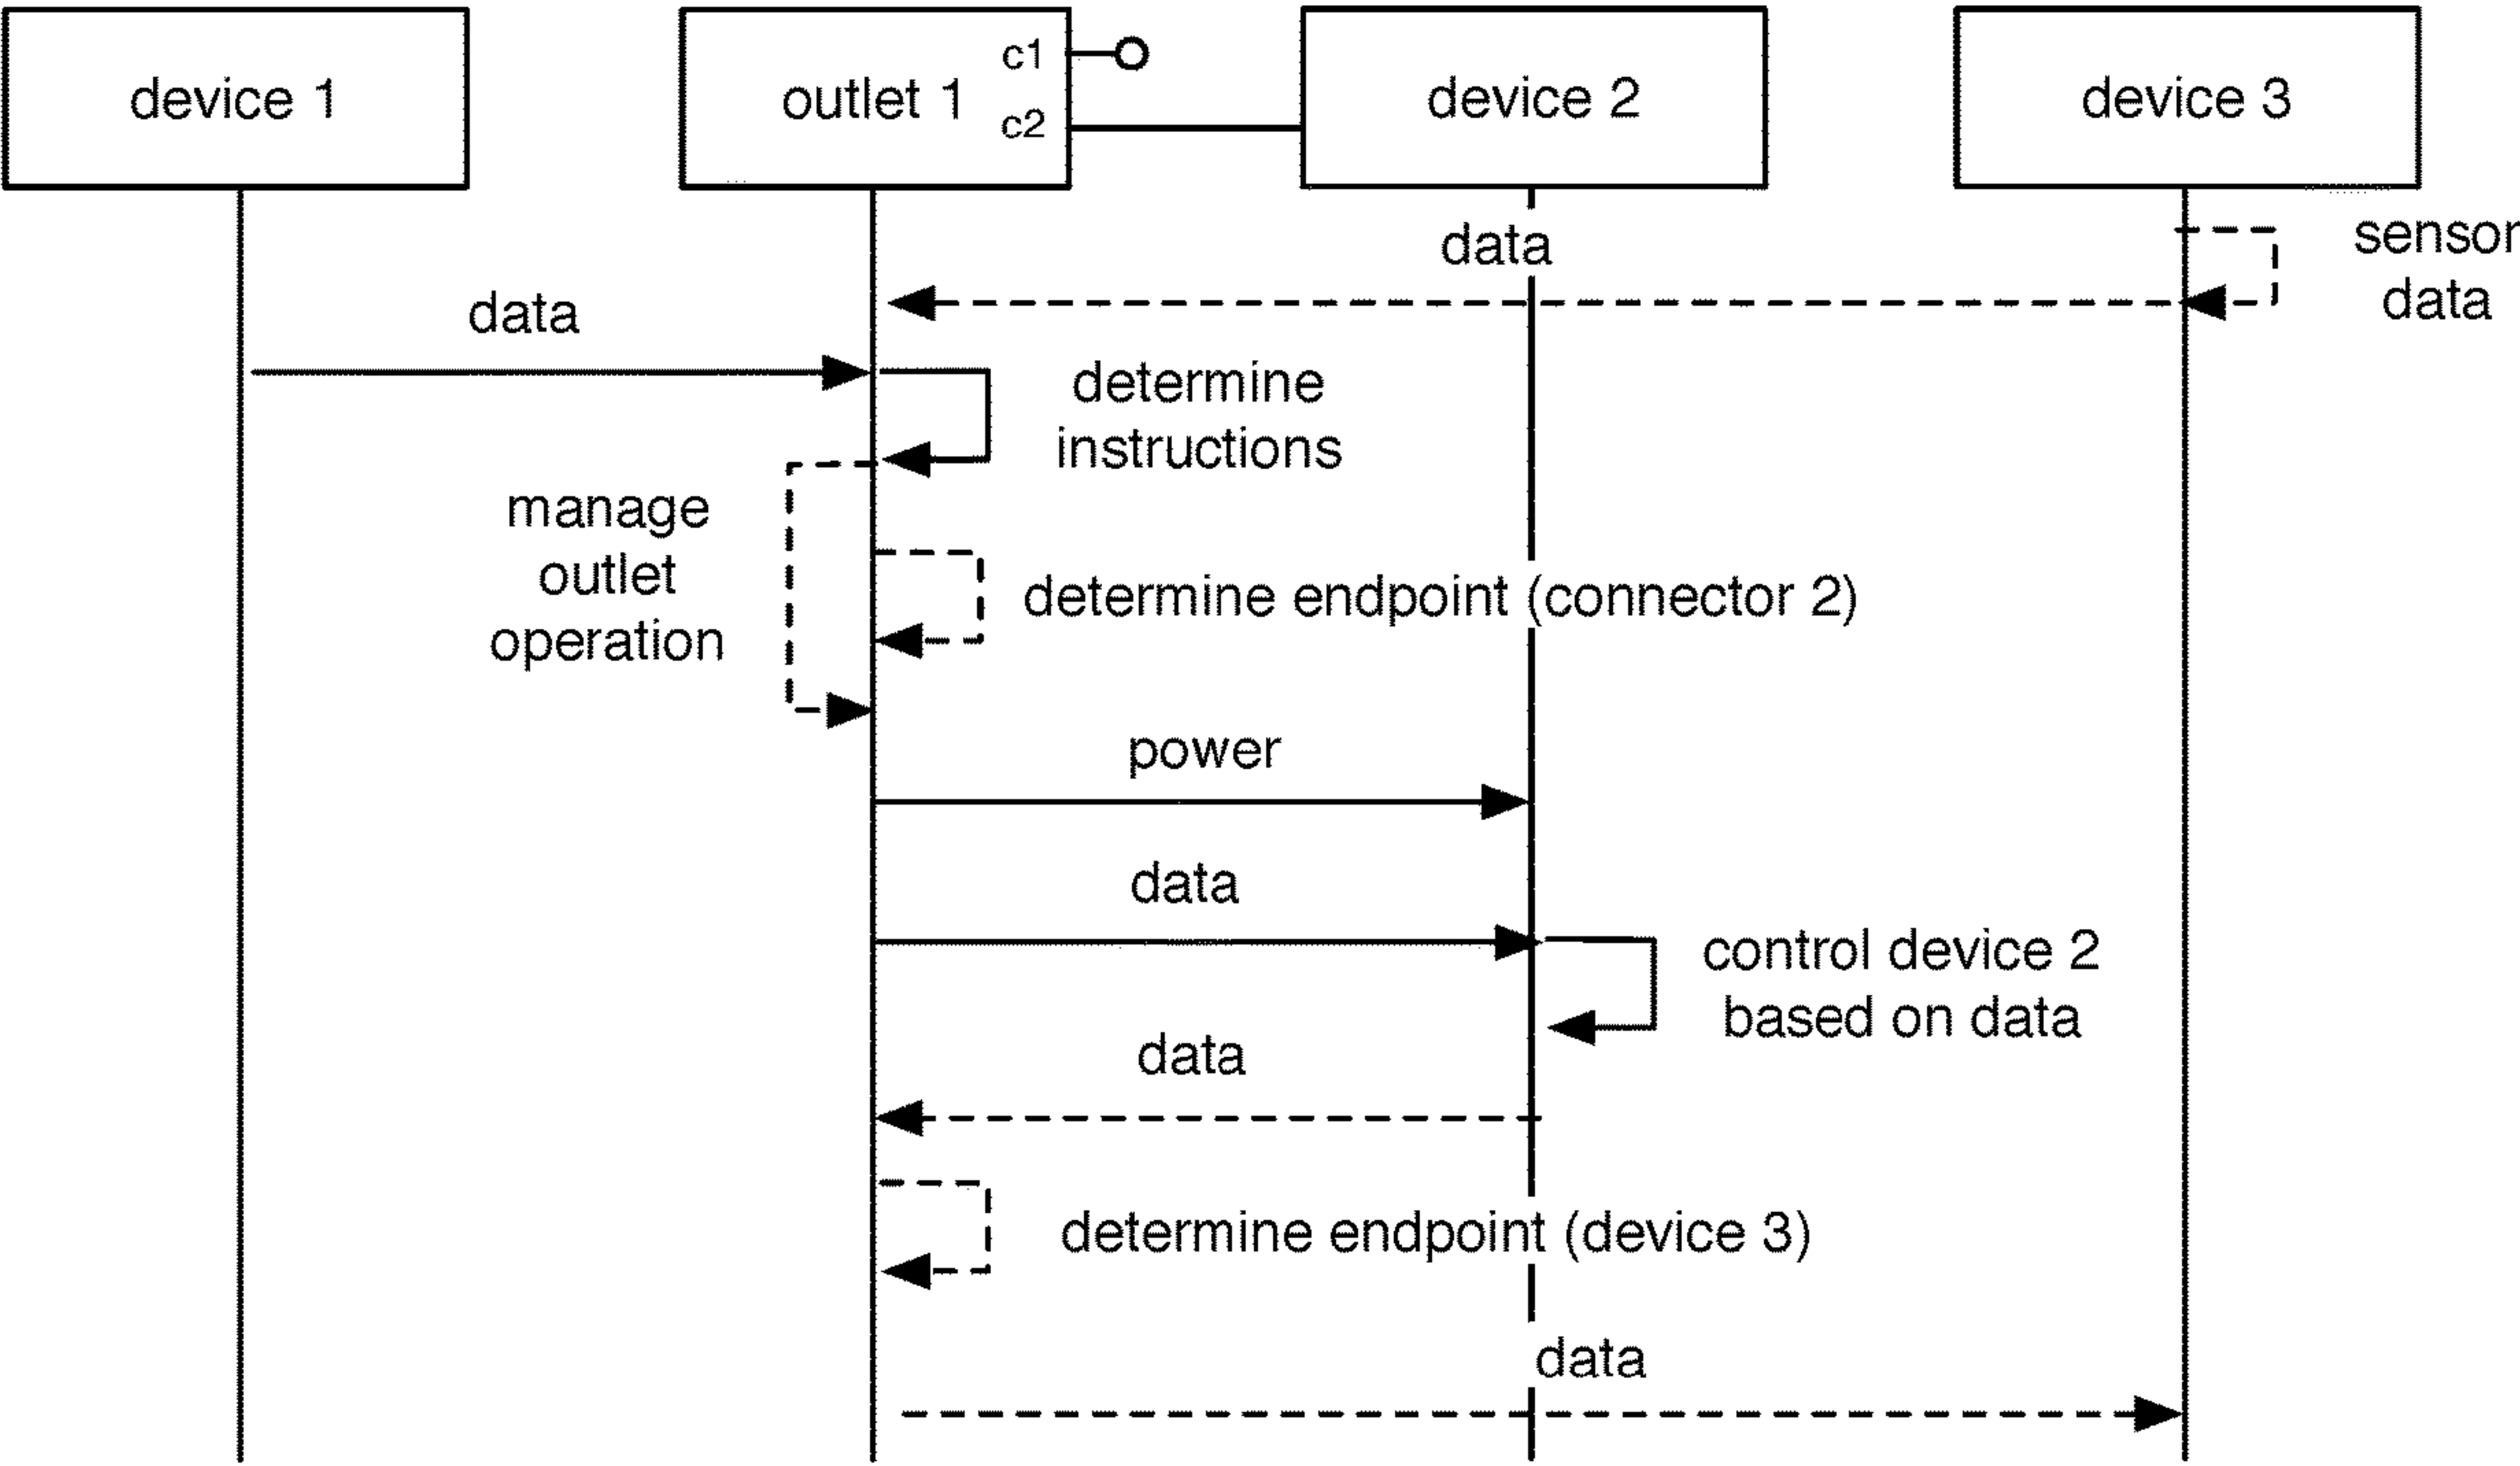 device 1
outlet 1
c1
c2
device 2
device 3
data
sensor
data
data
determine
instructions
manage
outlet
operation
determine endpoint (connector 2)
power
data
control device 2
based on data
data
determine endpoint (device 3)
data